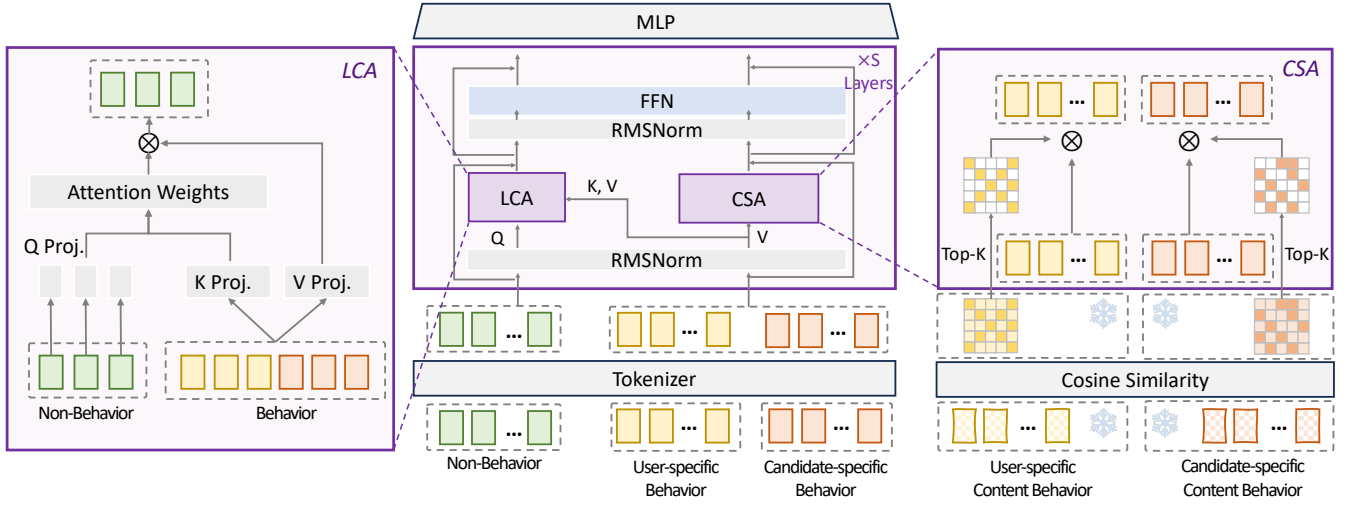 MLP
LCA
Attention Weights
Q Proj.
K Proj.
V Proj.
Non-Behavior
Behavior
×S
Layers
FFN
RMSNorm
LCA
K, V
CSA
Q
V
RMSNorm
...
...
...
Tokenizer
...
...
...
Non-Behavior
User-specific
Behavior
Candidate-specific
Behavior
CSA
...
...
Top-K
...
...
Top-K
Cosine Similarity
...
...
User-specific
Content Behavior
Candidate-specific
Content Behavior